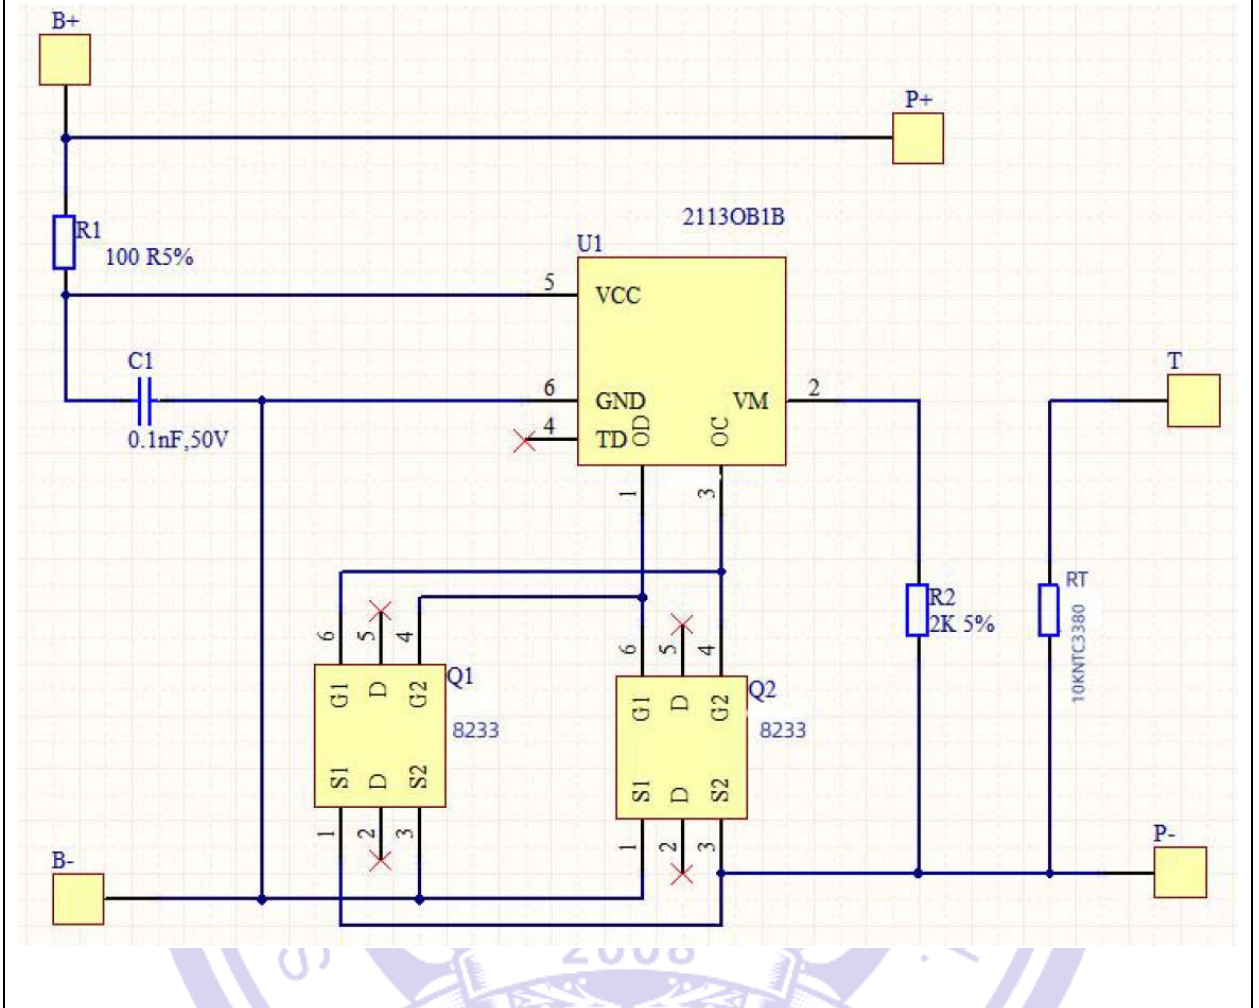 B+
P+
2113OB1B
U1
R1
100 R5%
5
VCC
T
C1
6
GND
VM
2
4
TD
OD
OC
0.1nF,50V
1
3
RT
R2
2K 5%
10KNTC3380
6
5
4
6
5
4
Q1
G1
D
G2
Q2
G1
D
G2
8233
8233
S1
D
S2
S1
D
S2
1
2
3
1
2
3
P-
B-
2008